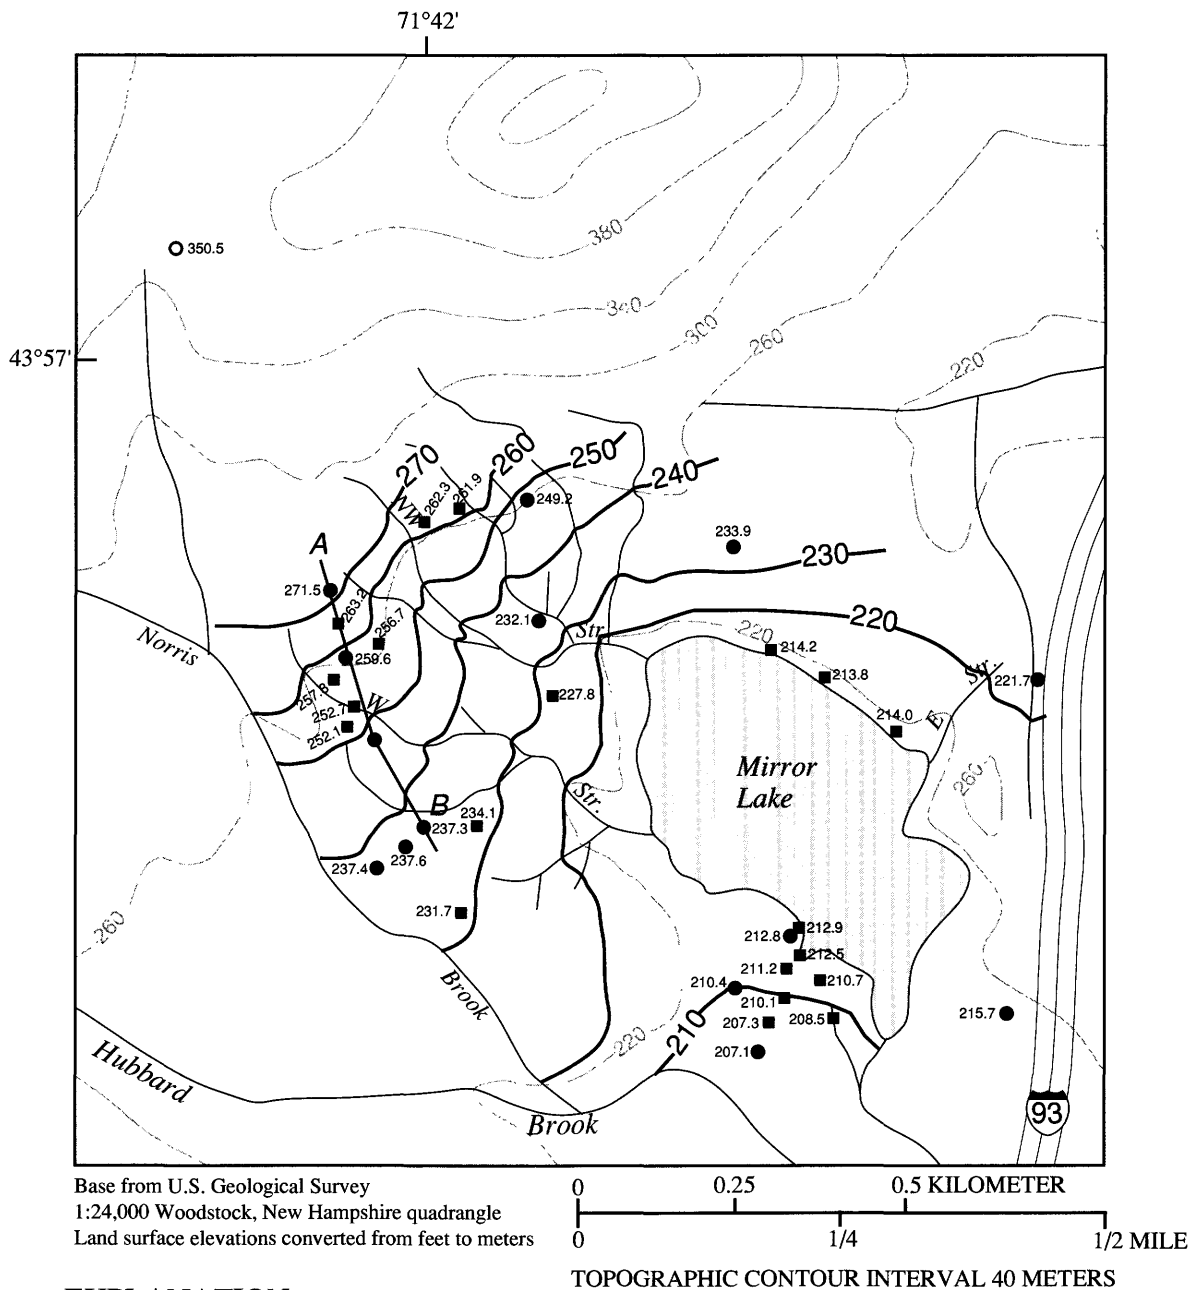 71°42'
380
350.5
340
300
43°57'
260
220
270
260
250
240
NW
262.3
261.9
249.2
A
233.9
230
271.5
263.2
256.7
232.1
Str.
220
220
Norris
259.6
214.2
213.8
Str.
221.7
257.8
252.7
W
227.8
214.0
E
252.1
Mirror
Lake
260
Str.
B
234.1
237.3
237.6
237.4
231.7
212.9
212.8
260
212.5
211.2
210.7
210.4
210.1
Brook
207.3
208.5
215.7
210
220
207.1
Hubbard
93
Brook
Base from U.S. Geological Survey
1:24,000 Woodstock, New Hampshire quadrangle
Land surface elevations converted from feet to meters
0 0.25 0.5 KILOMETER
0 1/4 1/2 MILE
TOPOGRAPHIC CONTOUR INTERVAL 40 METERS